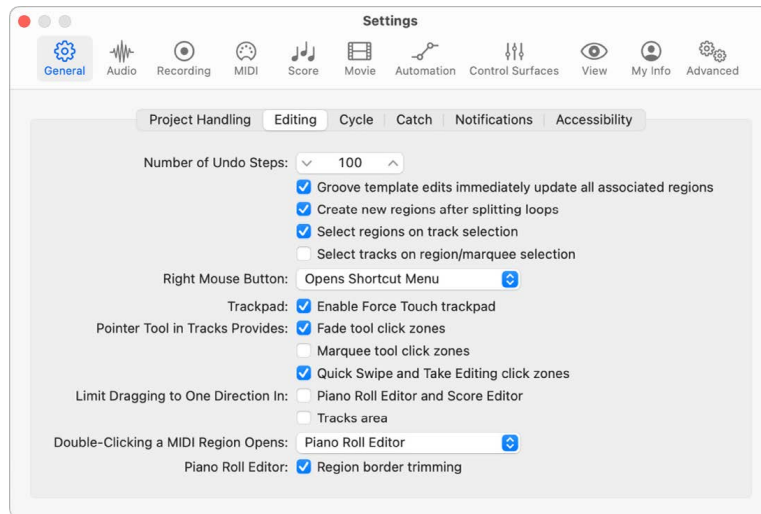 Settings
General Audio Recording MIDI Score Movie Automation Control Surfaces View My Info Advanced
Project Handling Editing Cycle Catch Notifications Accessibility
Number of Undo Steps: 100
Groove template edits immediately update all associated regions
Create new regions after splitting loops
Select regions on track selection
Select tracks on region/marquee selection
Right Mouse Button: Opens Shortcut Menu
Trackpad: Enable Force Touch trackpad
Pointer Tool in Tracks Provides: Fade tool click zones
Marquee tool click zones
Quick Swipe and Take Editing click zones
Limit Dragging to One Direction In: Piano Roll Editor and Score Editor
Tracks area
Double-Clicking a MIDI Region Opens: Piano Roll Editor
Piano Roll Editor: Region border trimming